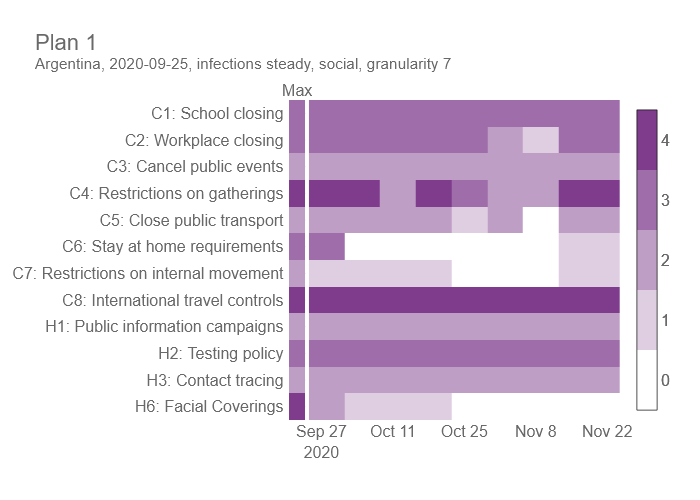 Plan 1
Argentina, 2020-09-25, infections steady, social, granularity 7
Max
C1: School closing
C2: Workplace closing
C3: Cancel public events
C4: Restrictions on gatherings
C5: Close public transport
C6: Stay at home requirements
C7: Restrictions on internal movement
C8: International travel controls
H1: Public information campaigns
H2: Testing policy
H3: Contact tracing
H6: Facial Coverings
Sep 27 Oct 11 Oct 25 Nov 8 Nov 22
2020
4
3
2
1
0